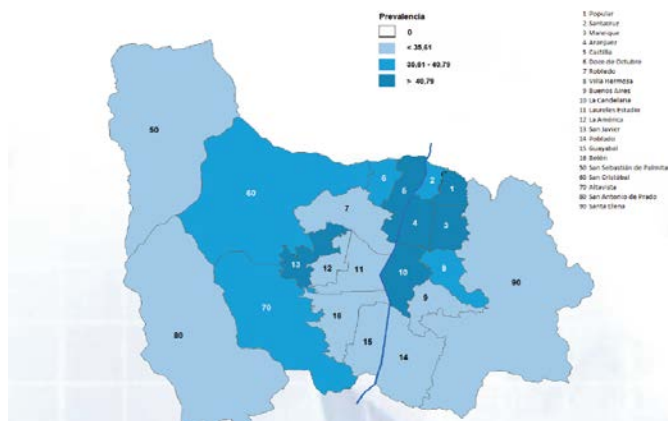 Prevalencia
0
< 35,61
35,61 - 40,79
> 40,79
1 Popular
2 Santacruz
3 Manrique
4 Aranjuez
5 Castilla
6 Doce de Octubre
7 Robledo
8 Villa Hermosa
9 Buenos Aires
10 La Candelaria
11 Laureles Estadio
12 La América
13 San Javier
14 Poblado
15 Guayabal
16 Belén
50 San Sebastián de Palmita
60 San Cristóbal
70 Altavista
80 San Antonio de Prado
90 Santa Elena
50
6
2
5
1
60
7
4
3
13
12
11
10
8
90
70
9
16
80
15
14